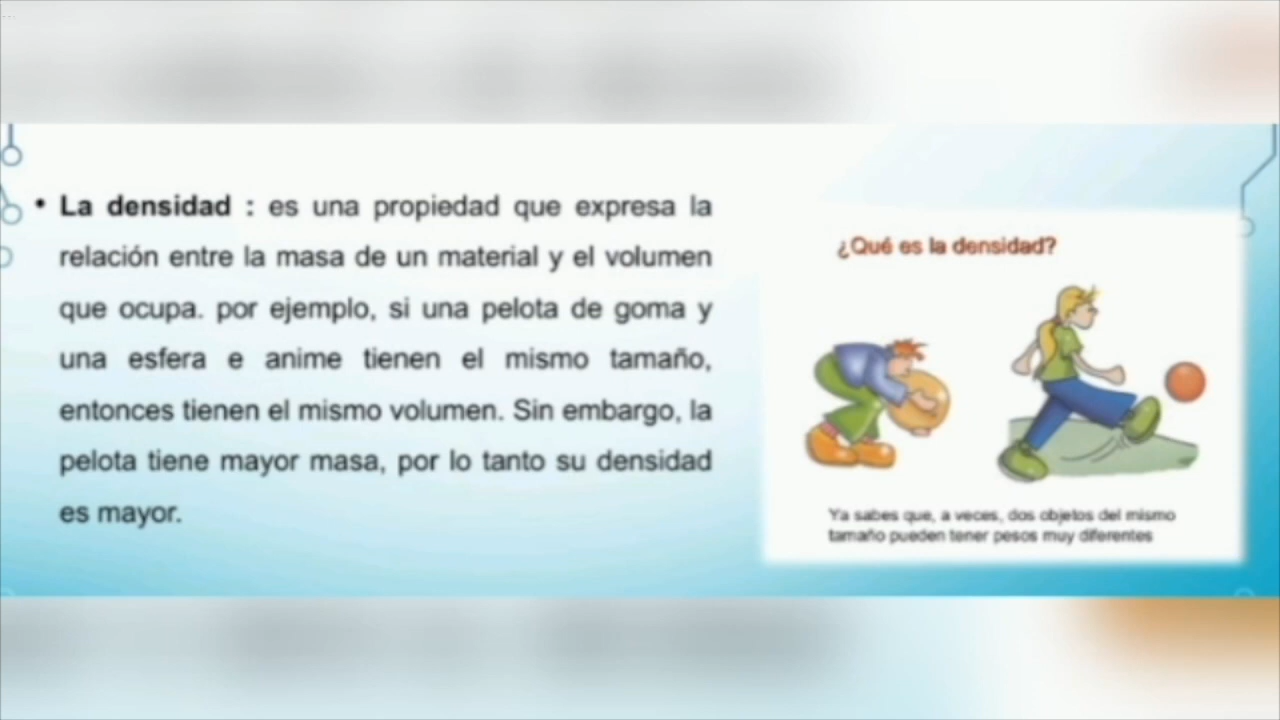 • La densidad : es una propiedad que expresa la
relación entre la masa de un material y el volumen
que ocupa. por ejemplo, si una pelota de goma y
una esfera e anime tienen el mismo tamaño,
entonces tienen el mismo volumen. Sin embargo, la
pelota tiene mayor masa, por lo tanto su densidad
es mayor.
¿Qué es la densidad?
Ya sabes que, a veces, dos objetos del mismo
tamaño pueden tener pesos muy diferentes